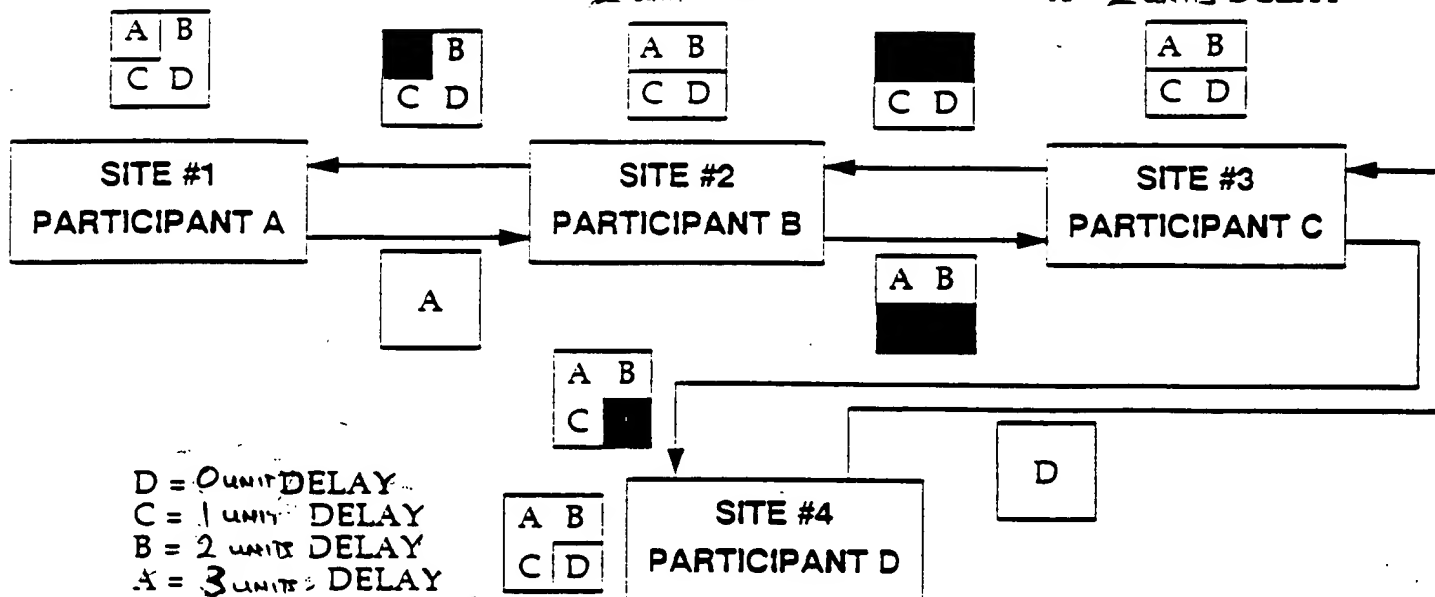 A B
C D
B
C D
A B
C D
C D
A B
C D
SITE #1
PARTICIPANT A
SITE #2
PARTICIPANT B
SITE #3
PARTICIPANT C
A
A B
A B
C
D
D = 0 UNIT DELAY
C = 1 UNIT DELAY
B = 2 UNITS DELAY
A = 3 UNITS DELAY
A B
C D
SITE #4
PARTICIPANT D